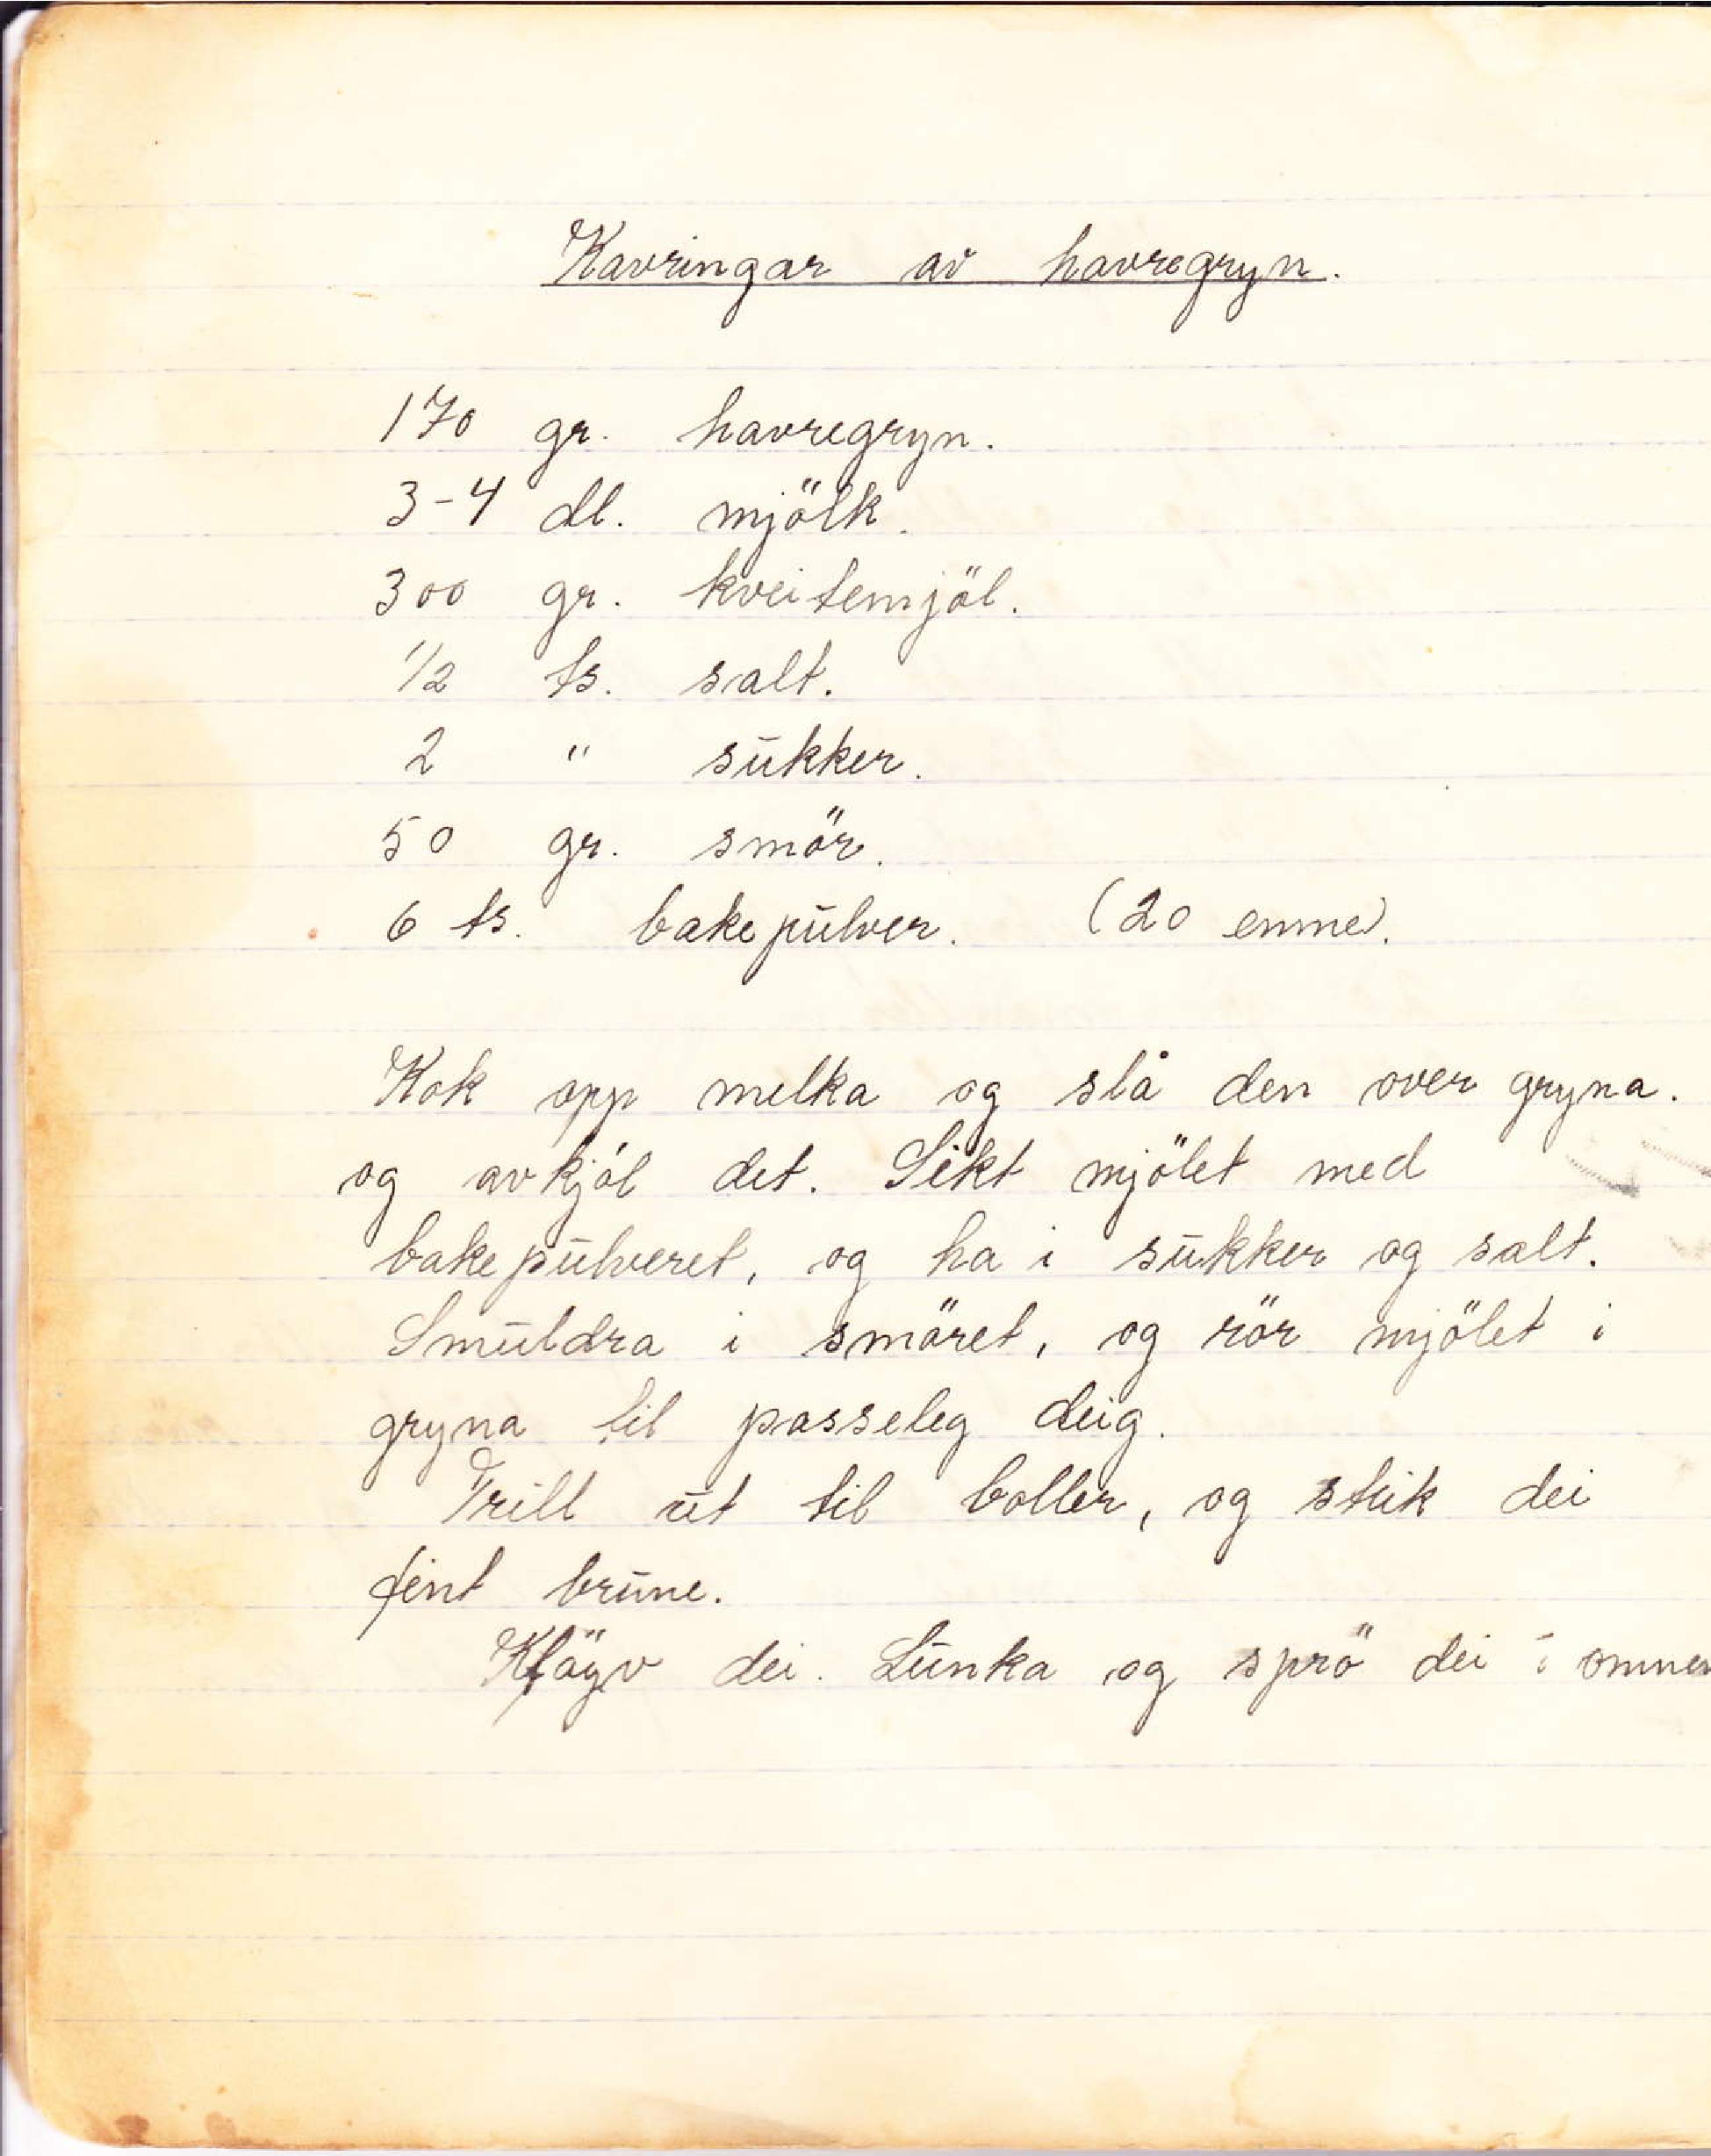 Kavringar av havregryn.
170 gr. havregryn.
3-4 dl. mjölk.
300 gr. kveitemjöl.
1/2 ts. salt.
2 " sukker.
50 gr. smör.
6 ts. bakepulver. (20 emne).
Kok opp melka og slå den over gryna.
og avkjöl det. Sikt mjölet med
bakepulveret, og ha i sukker og salt.
Smuldra i smöret, og rör mjölet i
gryna til passeleg deig.
Trill ut til boller, og steik dei
fint brune.
Klöyv dei. Lunka og sprö dei i omnen